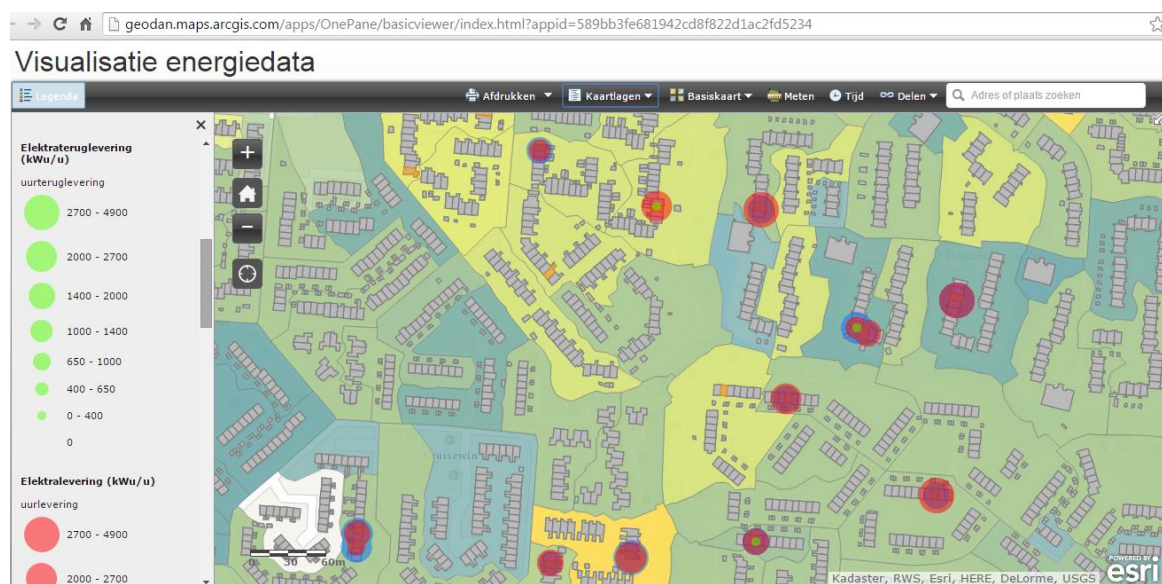 geodan.maps.arcgis.com/apps/OnePane/basicviewer/index.html?appid=589bb3fe681942cd8f822d1ac2fd5234
Visualisatie energiedata
Legenda
Afdrukken Kaartlagen Basiskaart Meten Tijd Delen Adres of plaats zoeken
Elektrateruglevering
(kWu/u)
uurteruglevering
2700 - 4900
2000 - 2700
1400 - 2000
1000 - 1400
650 - 1000
400 - 650
0 - 400
0
Elektralevering (kWu/u)
uurlevering
2700 - 4900
2000 - 2700
0 30 60m
Kadaster, RWS, Esri, HERE, DeLorme, USGS
POWERED BY
esri